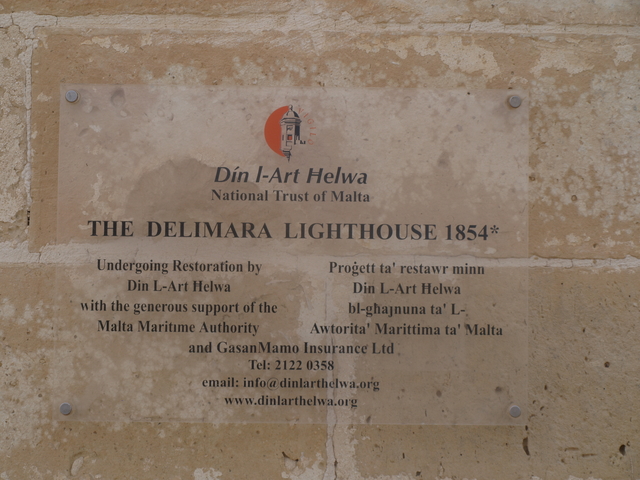 Dín l-Art Helwa
National Trust of Malta
THE DELIMARA LIGHTHOUSE 1854*
Undergoing Restoration by
Din L-Art Helwa
with the generous support of the
Malta Maritime Authority
Proġett ta' restawr minn
Din L-Art Helwa
bl-għajnuna ta' L-
Awtorita' Marittima ta' Malta
and GasanMamo Insurance Ltd
Tel: 2122 0358
email: info@dinlarthelwa.org
www.dinlarthelwa.org